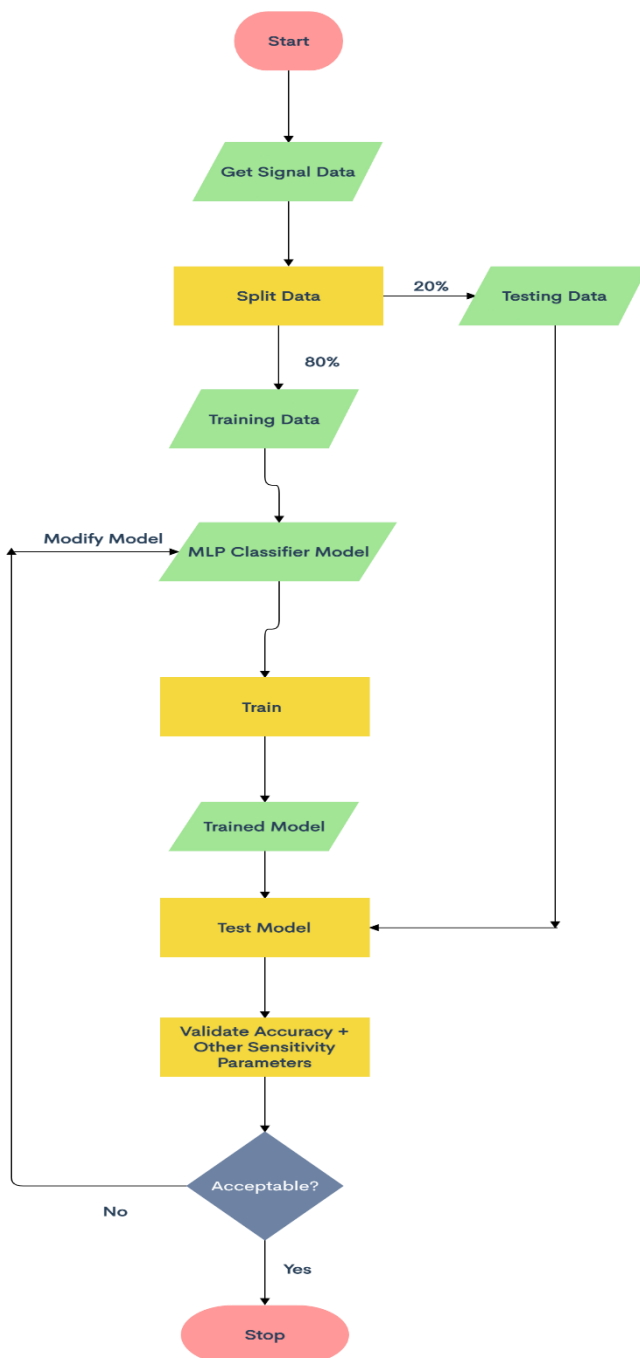 Start
Get Signal Data
Split Data
20%
Testing Data
80%
Training Data
Modify Model
MLP Classifier Model
Train
Trained Model
Test Model
Validate Accuracy +
Other Sensitivity
Parameters
Acceptable?
No
Yes
Stop